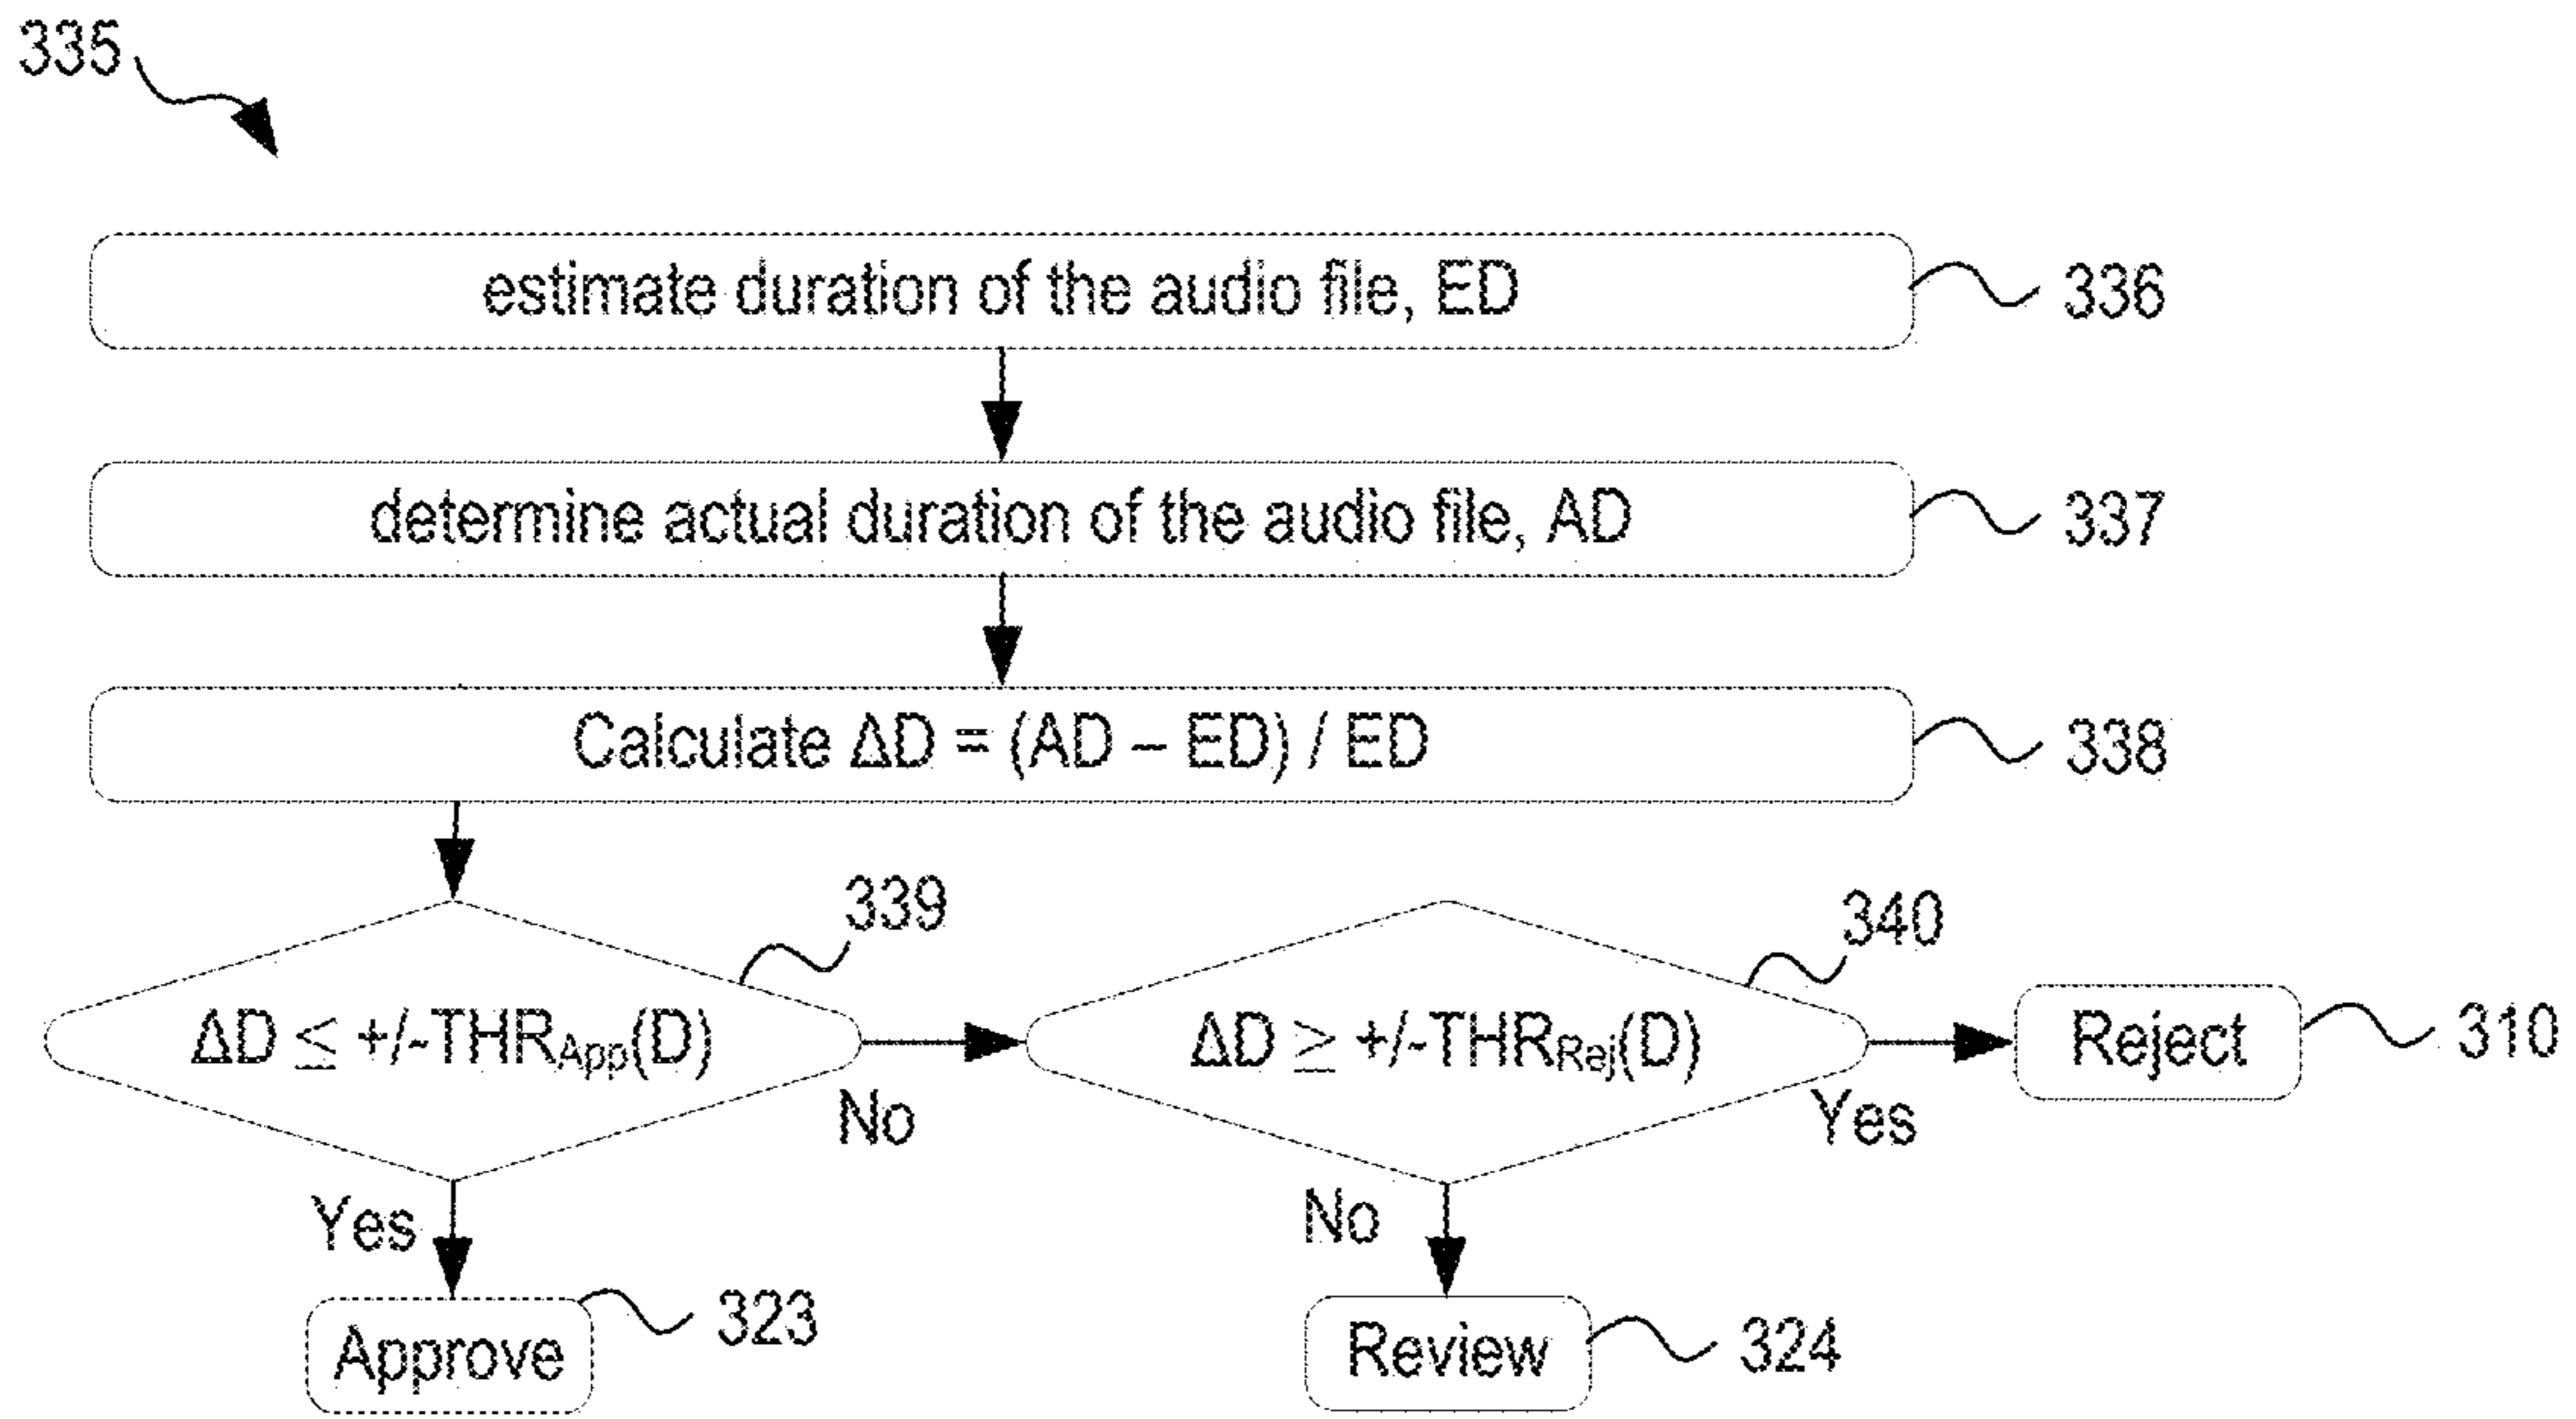 335
estimate duration of the audio file, ED
336
determine actual duration of the audio file, AD
337
Calculate ΔD = (AD – ED) / ED
338
339
340
ΔD ≤ +/-THRApp(D)
No
ΔD ≥ +/-THRRej(D)
Yes
Reject
310
Yes
No
Approve
323
Review
324